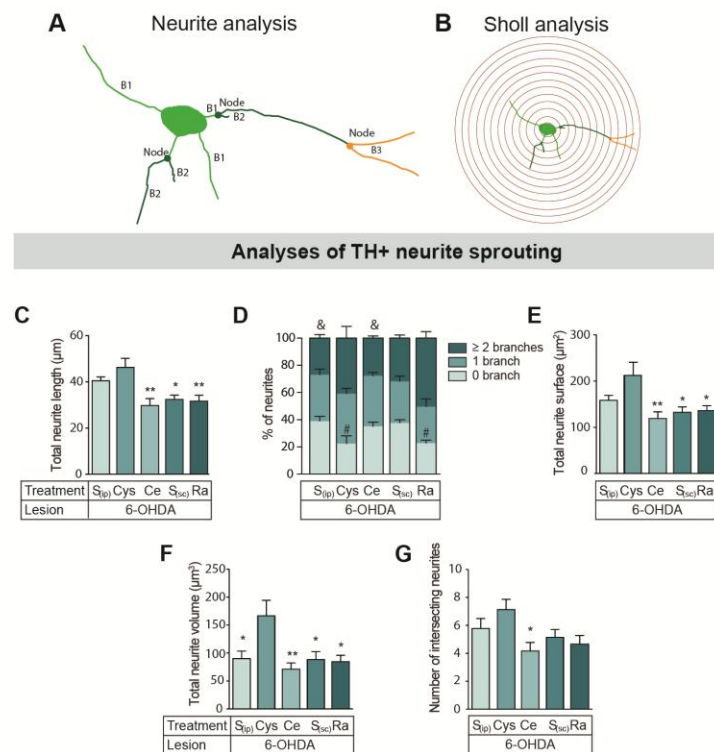 A
Neurite analysis
B1
B1
Node
B2
Node
B3
Node
B1
B2
B2
B
Sholl analysis
Analyses of TH+ neurite sprouting
C
Total neurite length (µm)
60
40
20
0
** * **
Treatment S(ip) Cys Ce S(sc) Ra
Lesion 6-OHDA
D
% of neurites
100
80
60
40
20
0
& &
# #
≥ 2 branches
1 branch
0 branch
S(ip) Cys Ce S(sc) Ra
6-OHDA
E
Total neurite surface (µm²)
300
200
100
0
** * *
Treatment S(ip) Cys Ce S(sc) Ra
Lesion 6-OHDA
F
Total neurite volume (µm³)
250
200
150
100
50
0
* ** * *
Treatment S(ip) Cys Ce S(sc) Ra
Lesion 6-OHDA
G
Number of intersecting neurites
10
8
6
4
2
0
*
S(ip) Cys Ce S(sc) Ra
6-OHDA